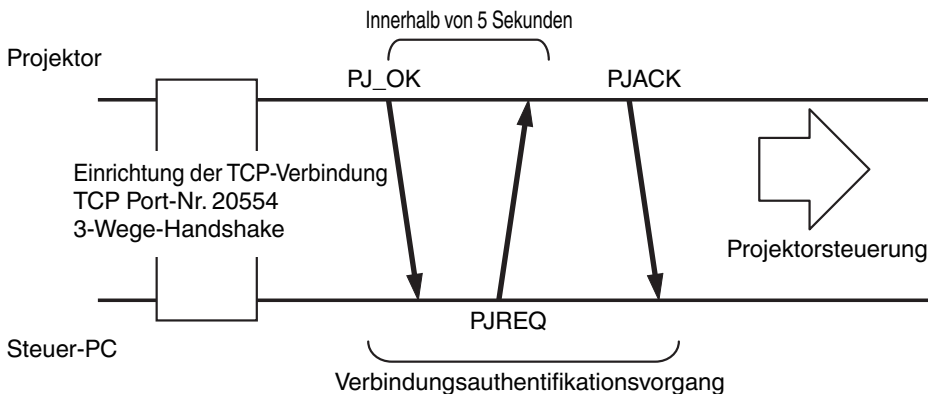 Innerhalb von 5 Sekunden
Projektor
PJ_OK
PJACK
Einrichtung der TCP-Verbindung
TCP Port-Nr. 20554
3-Wege-Handshake
Projektorsteuerung
PJREQ
Steuer-PC
Verbindungsauthentifikationsvorgang